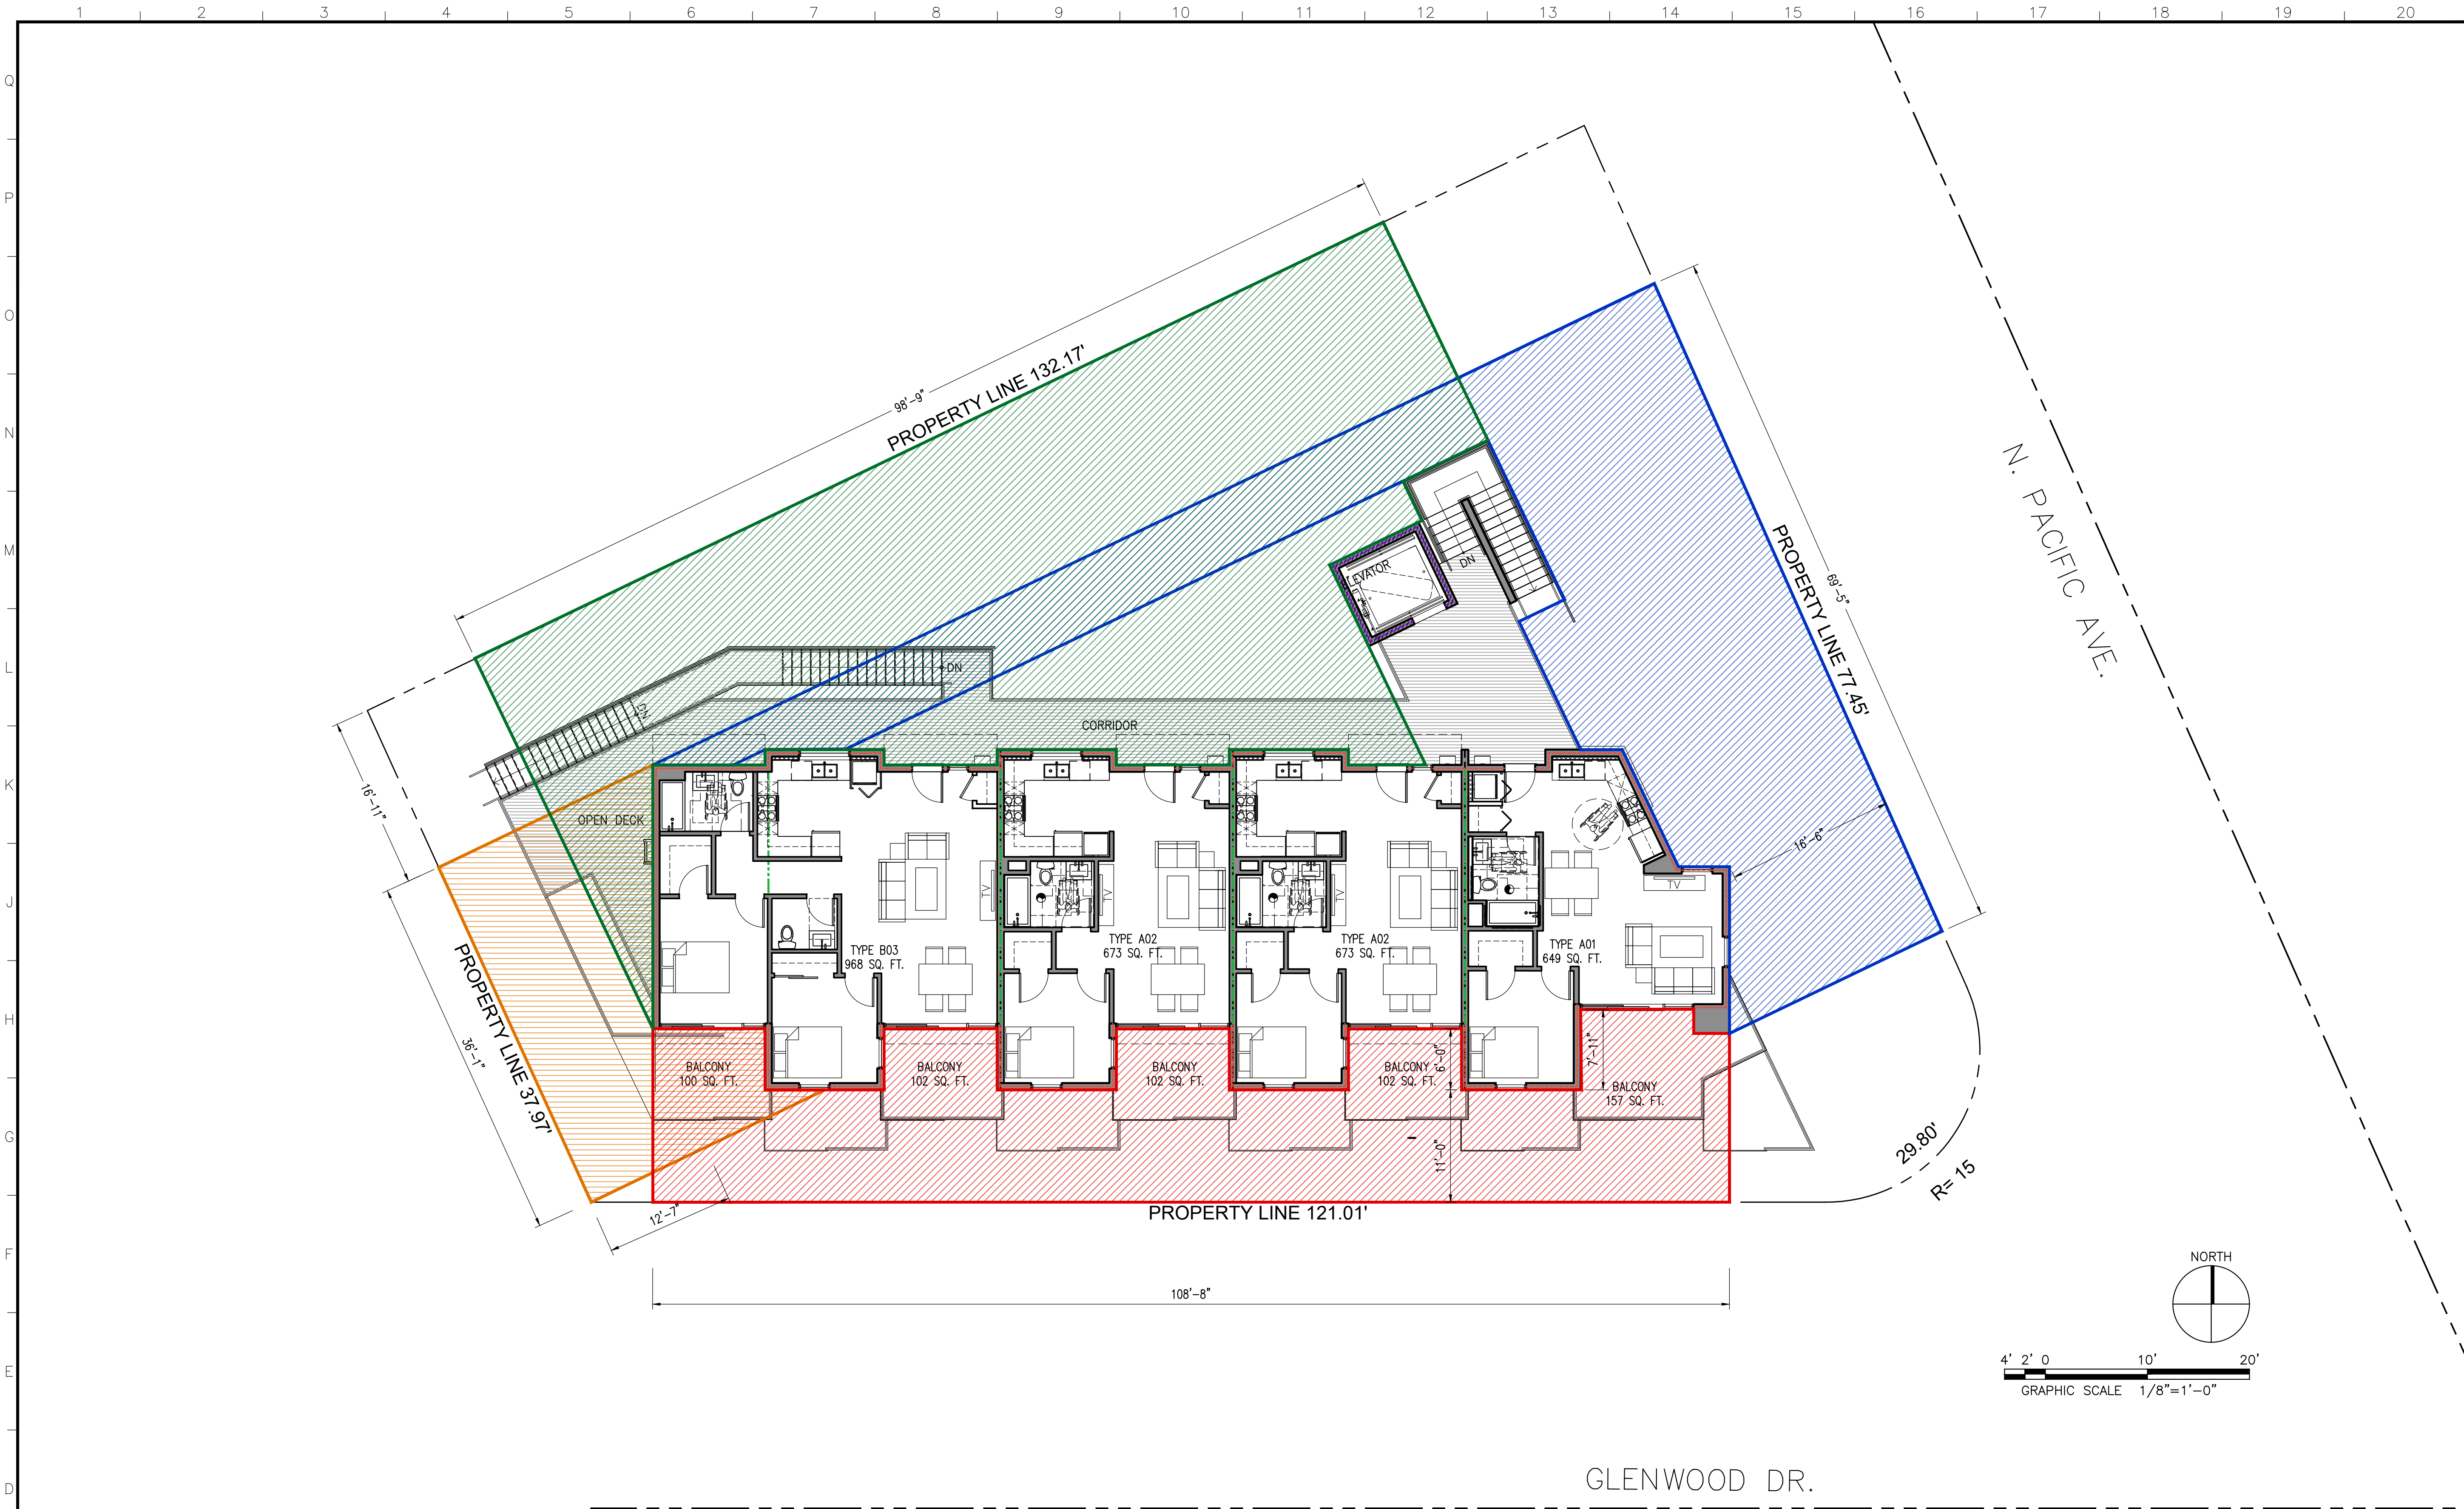 1 2 3 4 5 6 7 8 9 10 11 12 13 14 15 16 17 18 19 20
Q
P
O
N
M
L
K
J
H
G
F
E
D
98'-9"
PROPERTY LINE 132.17'
N. PACIFIC AVE.
69'-5"
PROPERTY LINE 77.45'
ELEVATOR
DN
DN
DN
CORRIDOR
16'-11"
OPEN DECK
16'-6"
TV
TV
TV
TV
TYPE B03
968 SQ. FT.
TYPE A02
673 SQ. FT.
TYPE A02
673 SQ. FT.
TYPE A01
649 SQ. FT.
PROPERTY LINE 37.97'
36'-1"
BALCONY
100 SQ. FT.
BALCONY
102 SQ. FT.
BALCONY
102 SQ. FT.
BALCONY
102 SQ. FT.
6'-0"
7'-11"
BALCONY
157 SQ. FT.
11'-0"
29.80'
R= 15
12'-7"
PROPERTY LINE 121.01'
108'-8"
NORTH
4' 2' 0 10' 20'
GRAPHIC SCALE 1/8"=1'-0"
GLENWOOD DR.